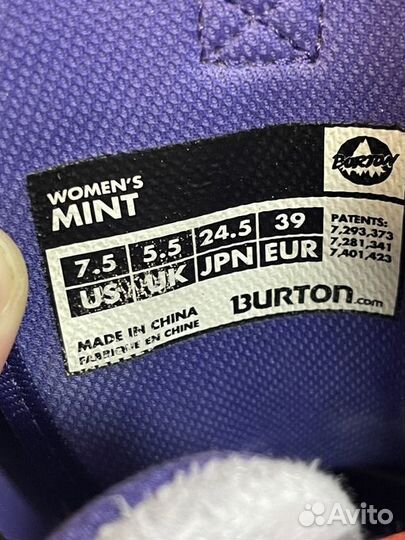 WOMEN'S
MINT
7.5 5.5 24.5 39
US UK JPN EUR
MADE IN CHINA
FABRIQUE EN CHINE
BURTON
PATENTS:
7,293,373
7,281,341
7,401,423
BURTON.com
Avito